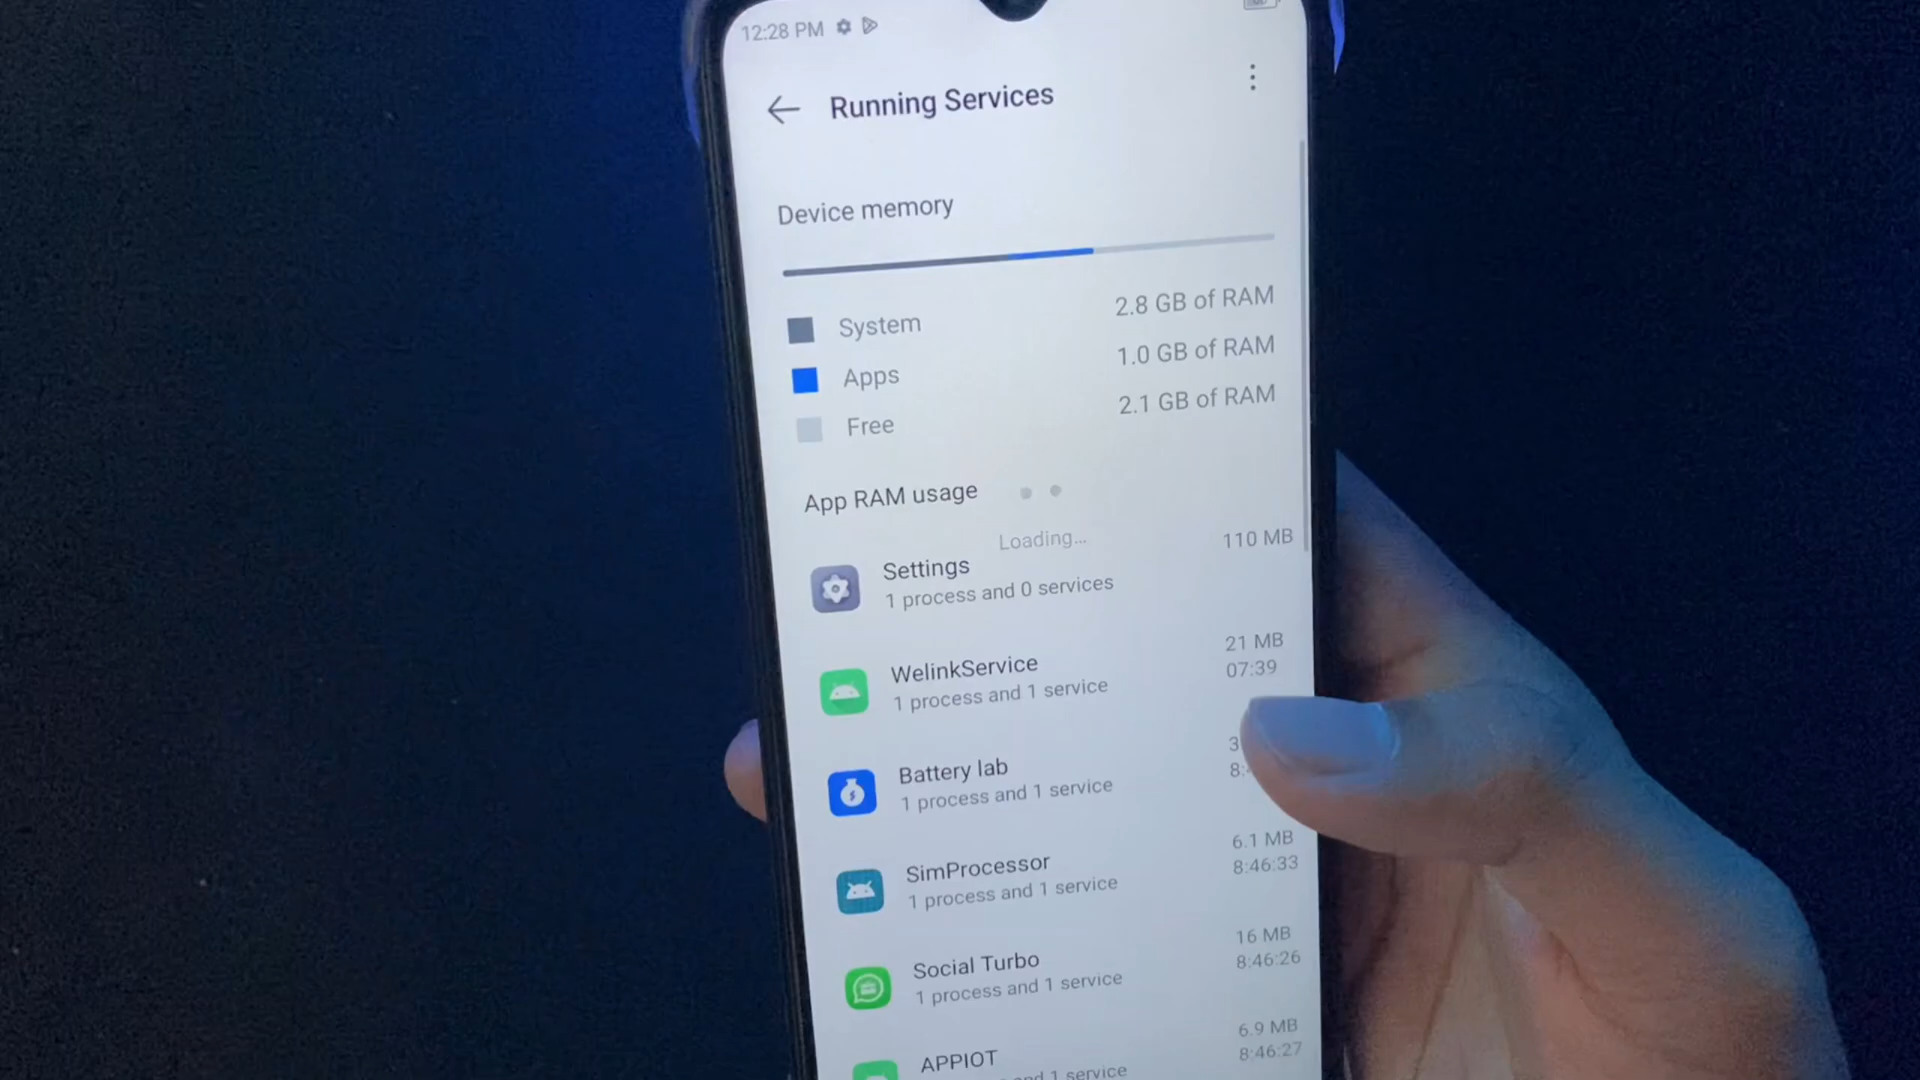 12:28 PM
Running Services
Device memory
System 2.8 GB of RAM
Apps 1.0 GB of RAM
Free 2.1 GB of RAM
App RAM usage
Loading...
Settings 110 MB
1 process and 0 services
WelinkService 21 MB
1 process and 1 service 07:39
Battery lab
1 process and 1 service
SimProcessor 6.1 MB
1 process and 1 service 8:46:33
Social Turbo 16 MB
1 process and 1 service 8:46:26
APPIOT 6.9 MB
and 1 service 8:46:27